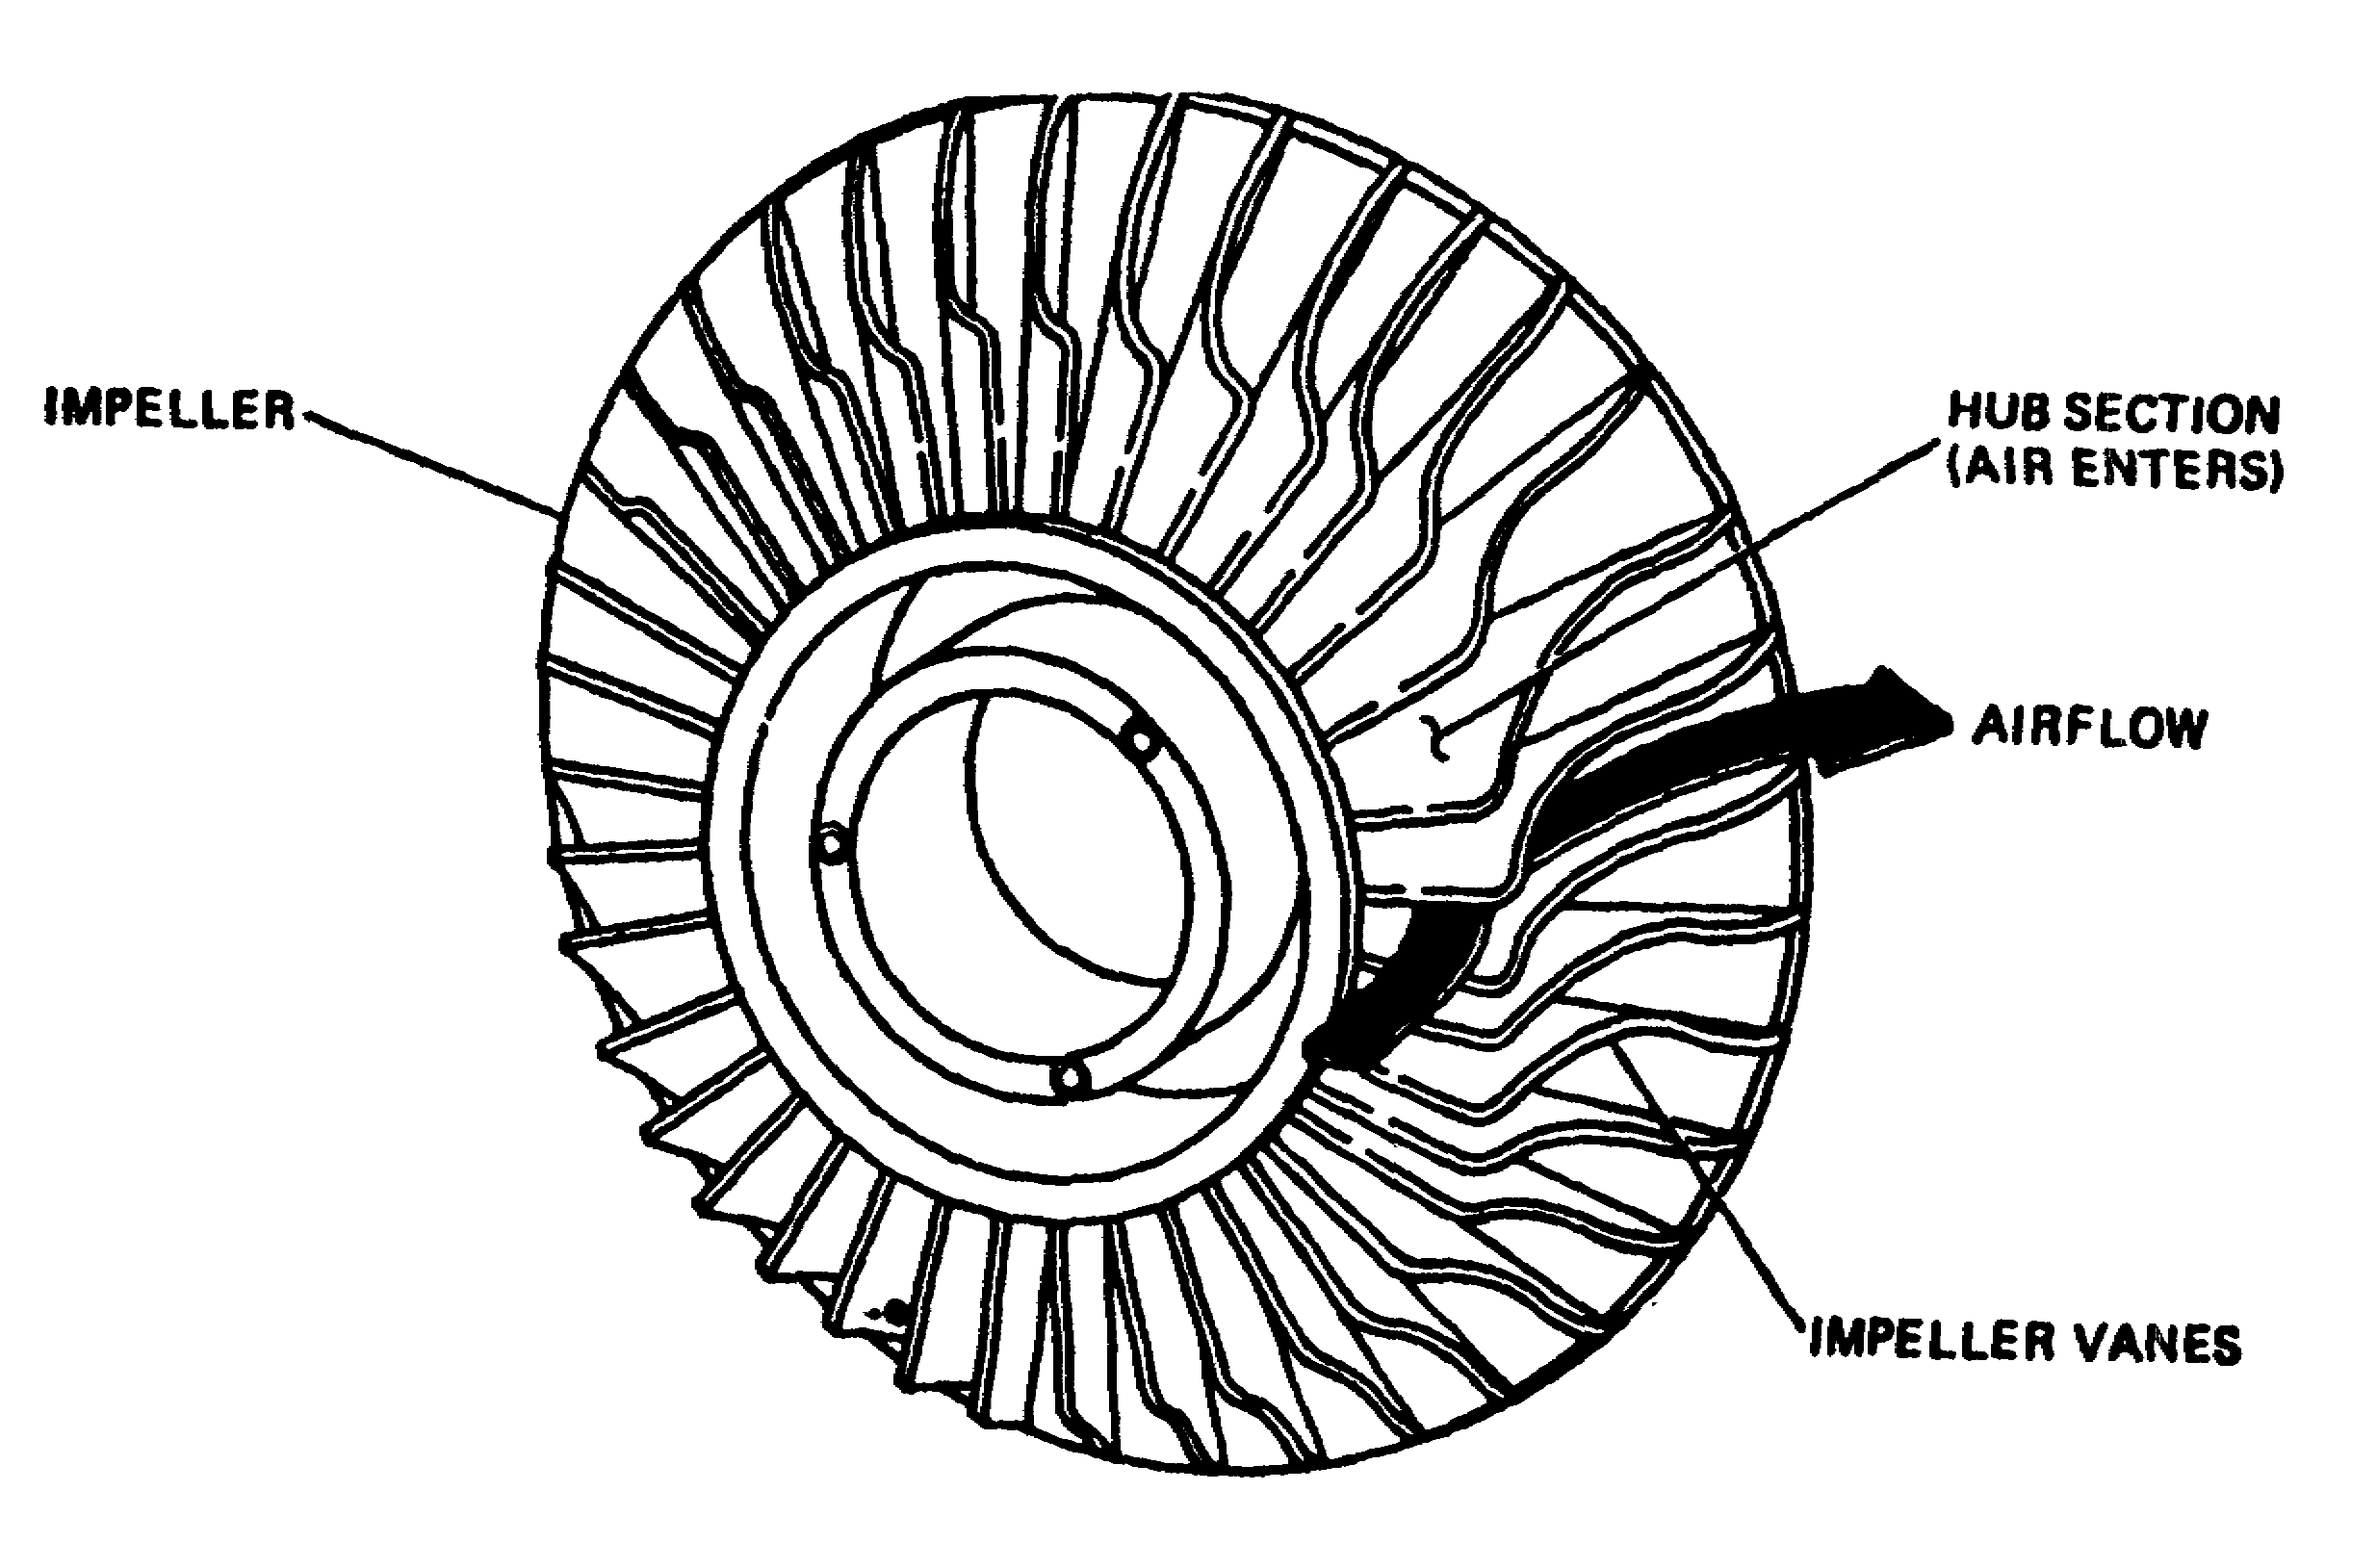 IMPELLER
HUB SECTION
(AIR ENTERS)
AIRFLOW
IMPELLER VANES